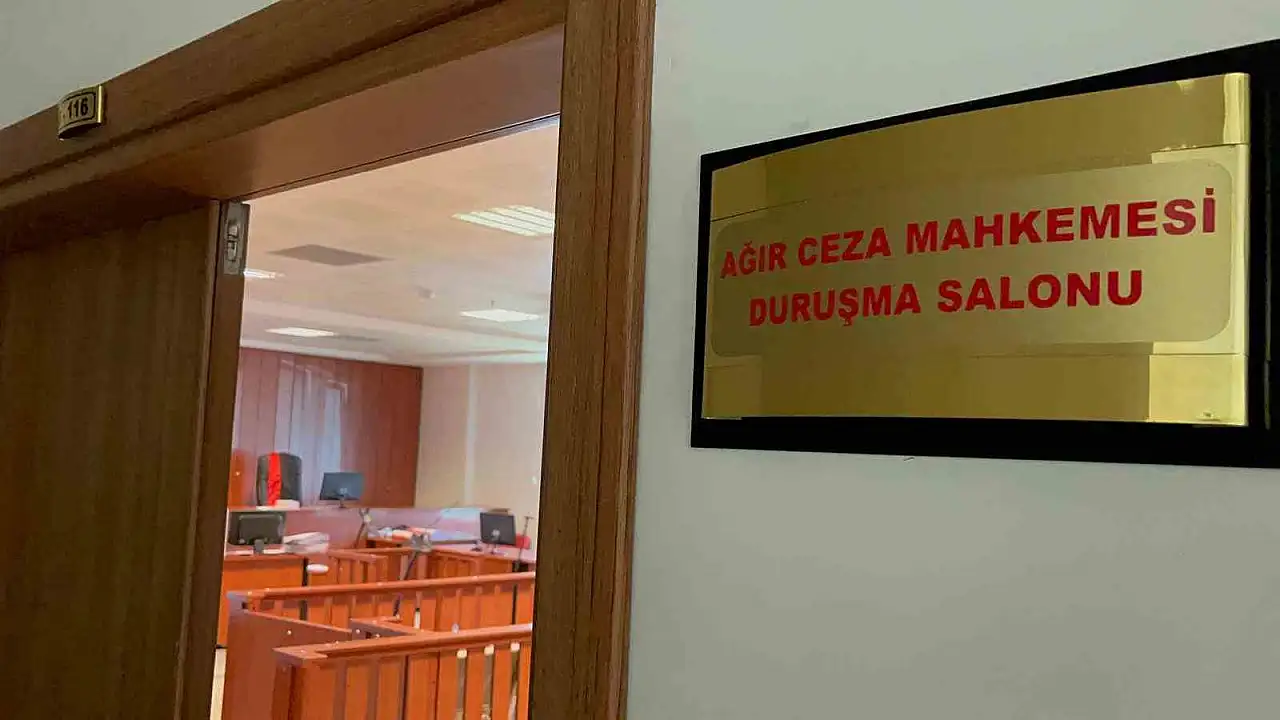 116
AĞIR CEZA MAHKEMESİ
DURUŞMA SALONU